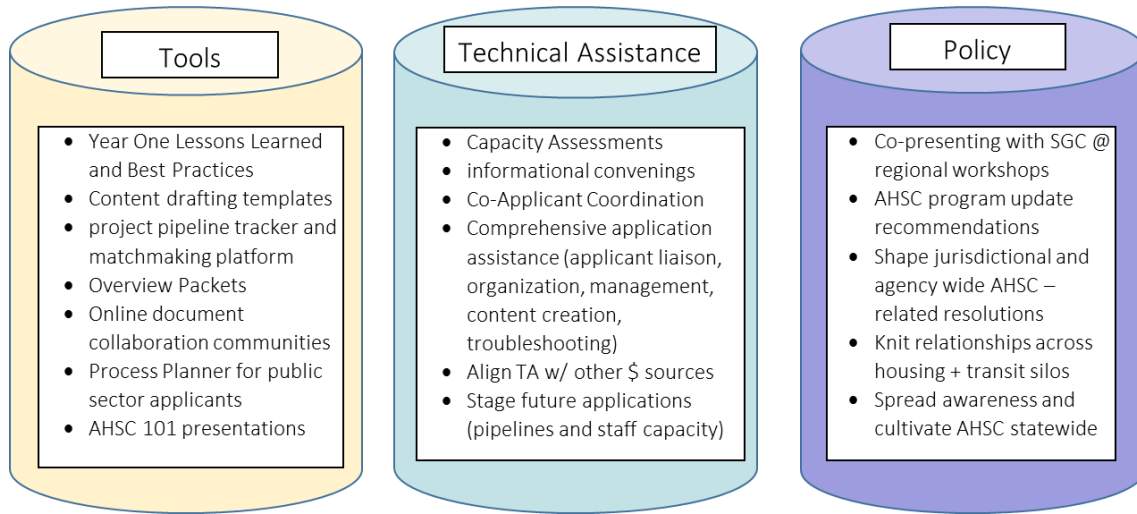 Tools
• Year One Lessons Learned
and Best Practices
• Content drafting templates
• project pipeline tracker and
matchmaking platform
• Overview Packets
• Online document
collaboration communities
• Process Planner for public
sector applicants
• AHSC 101 presentations
Technical Assistance
• Capacity Assessments
• informational convenings
• Co-Applicant Coordination
• Comprehensive application
assistance (applicant liaison,
organization, management,
content creation,
troubleshooting)
• Align TA w/ other $ sources
• Stage future applications
(pipelines and staff capacity)
Policy
• Co-presenting with SGC @
regional workshops
• AHSC program update
recommendations
• Shape jurisdictional and
agency wide AHSC –
related resolutions
• Knit relationships across
housing + transit silos
• Spread awareness and
cultivate AHSC statewide